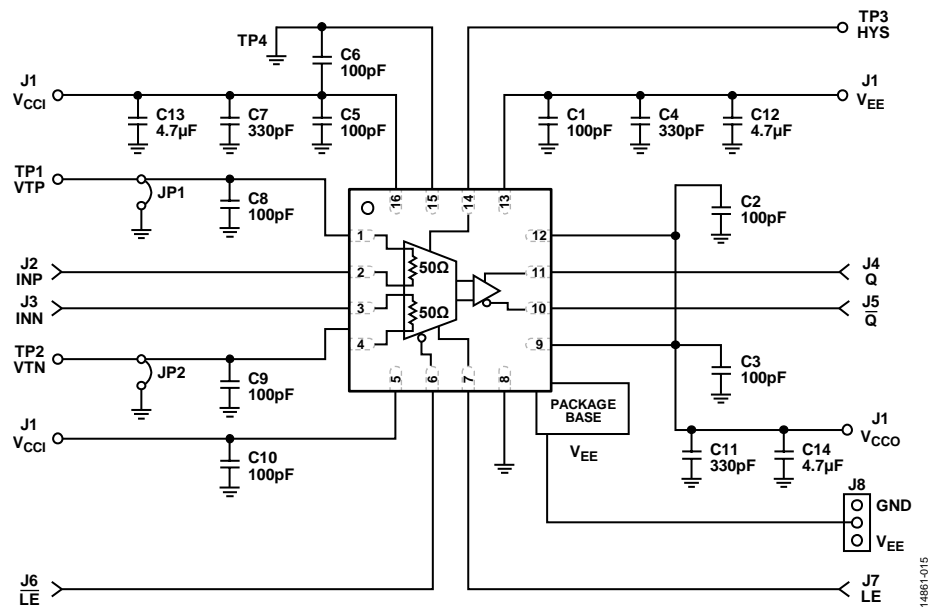 TP3
HYS
TP4
C6
100pF
J1
VCCI
C13
4.7µF
C7
330pF
C5
100pF
J1
VEE
C1
100pF
C4
330pF
C12
4.7µF
TP1
VTP
JP1
C8
100pF
16
15
14
13
C2
100pF
1
12
J2
INP
2
50Ω
11
J4
Q
J3
INN
3
50Ω
10
J5
Q
TP2
VTN
4
9
JP2
C9
100pF
C3
100pF
5
6
7
8
PACKAGE
BASE
VEE
J1
VCCI
C10
100pF
J1
VCCO
C11
330pF
C14
4.7µF
J8
GND
VEE
J6
LE
J7
LE
14861-015